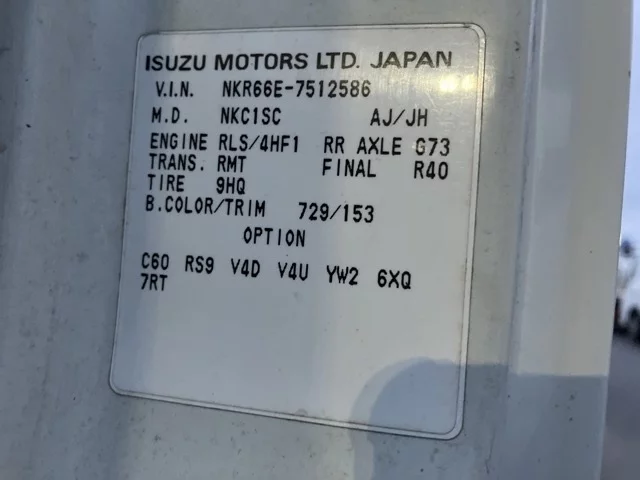 ISUZU MOTORS LTD. JAPAN
V.I.N. NKR66E-7512586
M.D. NKC1SC AJ/JH
ENGINE RLS/4HF1 RR AXLE G73
TRANS. RMT FINAL R40
TIRE 9HQ
B.COLOR/TRIM 729/153
OPTION
C60 RS9 V4D V4U YW2 6XQ
7RT